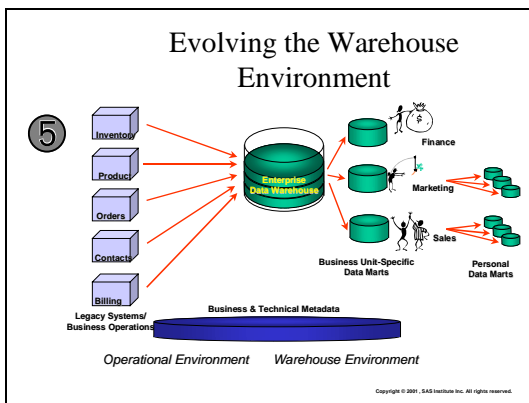 Evolving the Warehouse
Environment
5
Inventory
Product
Orders
Contacts
Billing
Legacy Systems/
Business Operations
Enterprise
Data Warehouse
$
Finance
Marketing
Sales
Business Unit-Specific
Data Marts
Personal
Data Marts
Business & Technical Metadata
Operational Environment
Warehouse Environment
Copyright © 2001 , SAS Institute Inc. All rights reserved.